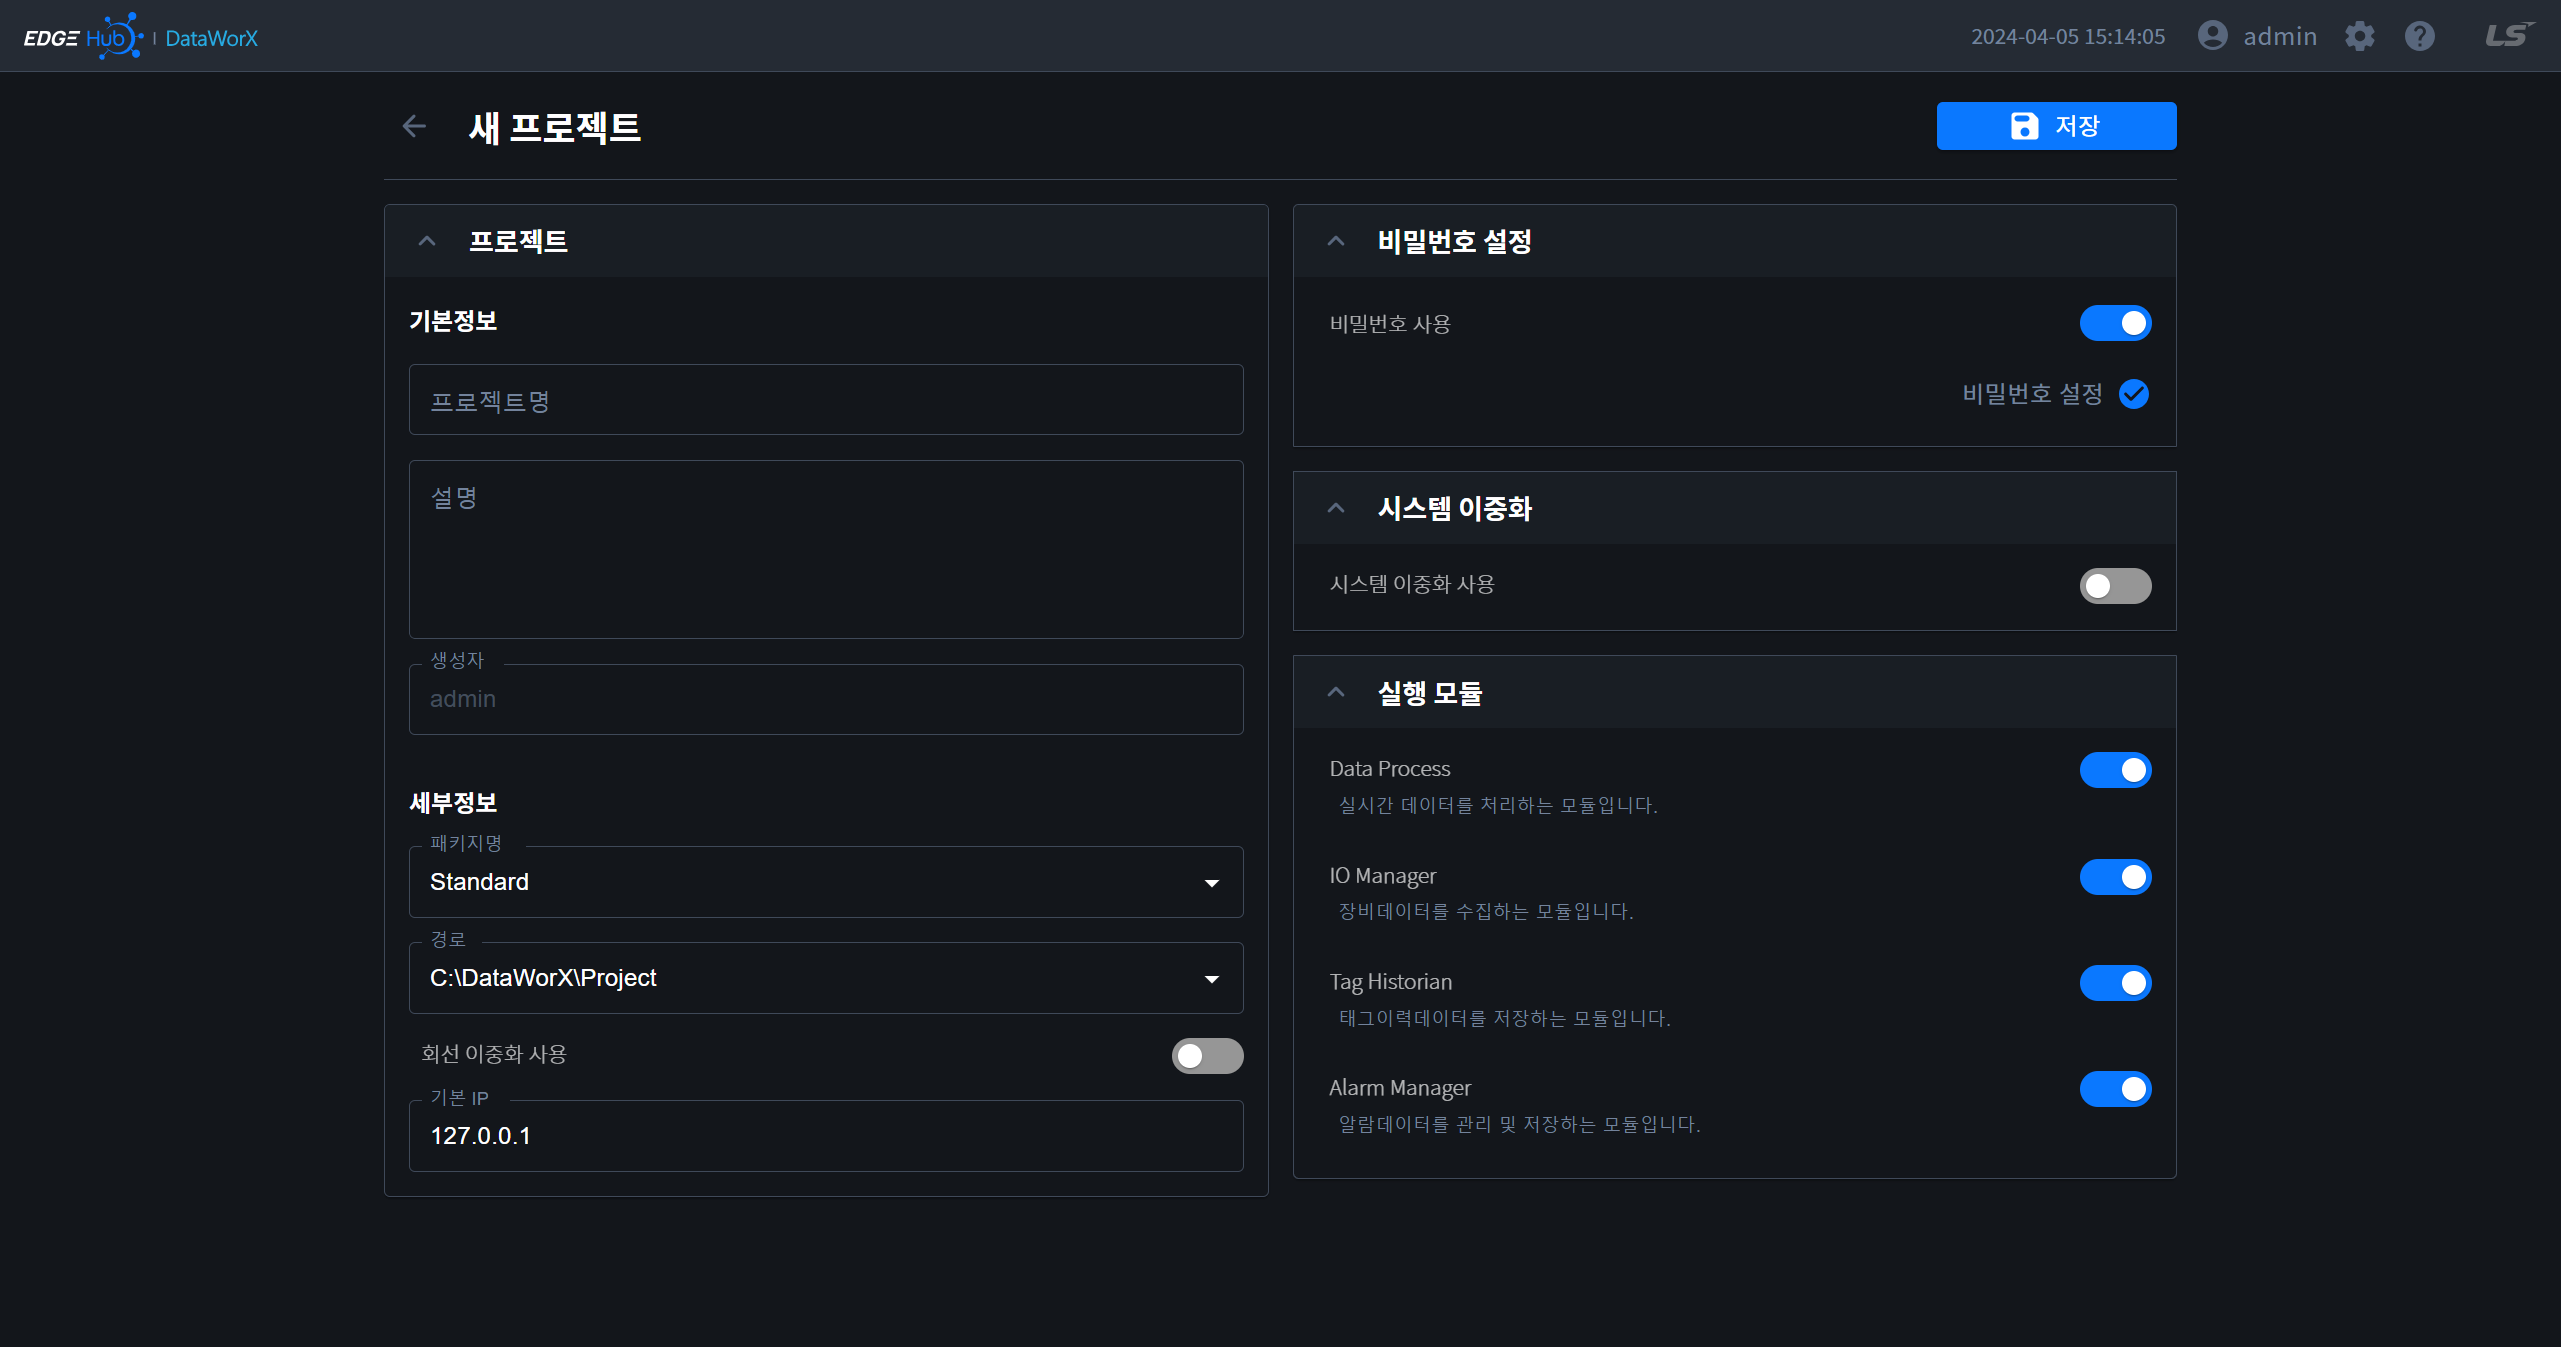 EDGE Hub | DataWorX
2024-04-05 15:14:05
admin
LS
새 프로젝트
저장
프로젝트
기본정보
프로젝트명
설명
생성자
admin
세부정보
패키지명
Standard
경로
C:\DataWorX\Project
회선 이중화 사용
기본 IP
127.0.0.1
비밀번호 설정
비밀번호 사용
비밀번호 설정
시스템 이중화
시스템 이중화 사용
실행 모듈
Data Process
실시간 데이터를 처리하는 모듈입니다.
IO Manager
장비데이터를 수집하는 모듈입니다.
Tag Historian
태그이력데이터를 저장하는 모듈입니다.
Alarm Manager
알람데이터를 관리 및 저장하는 모듈입니다.